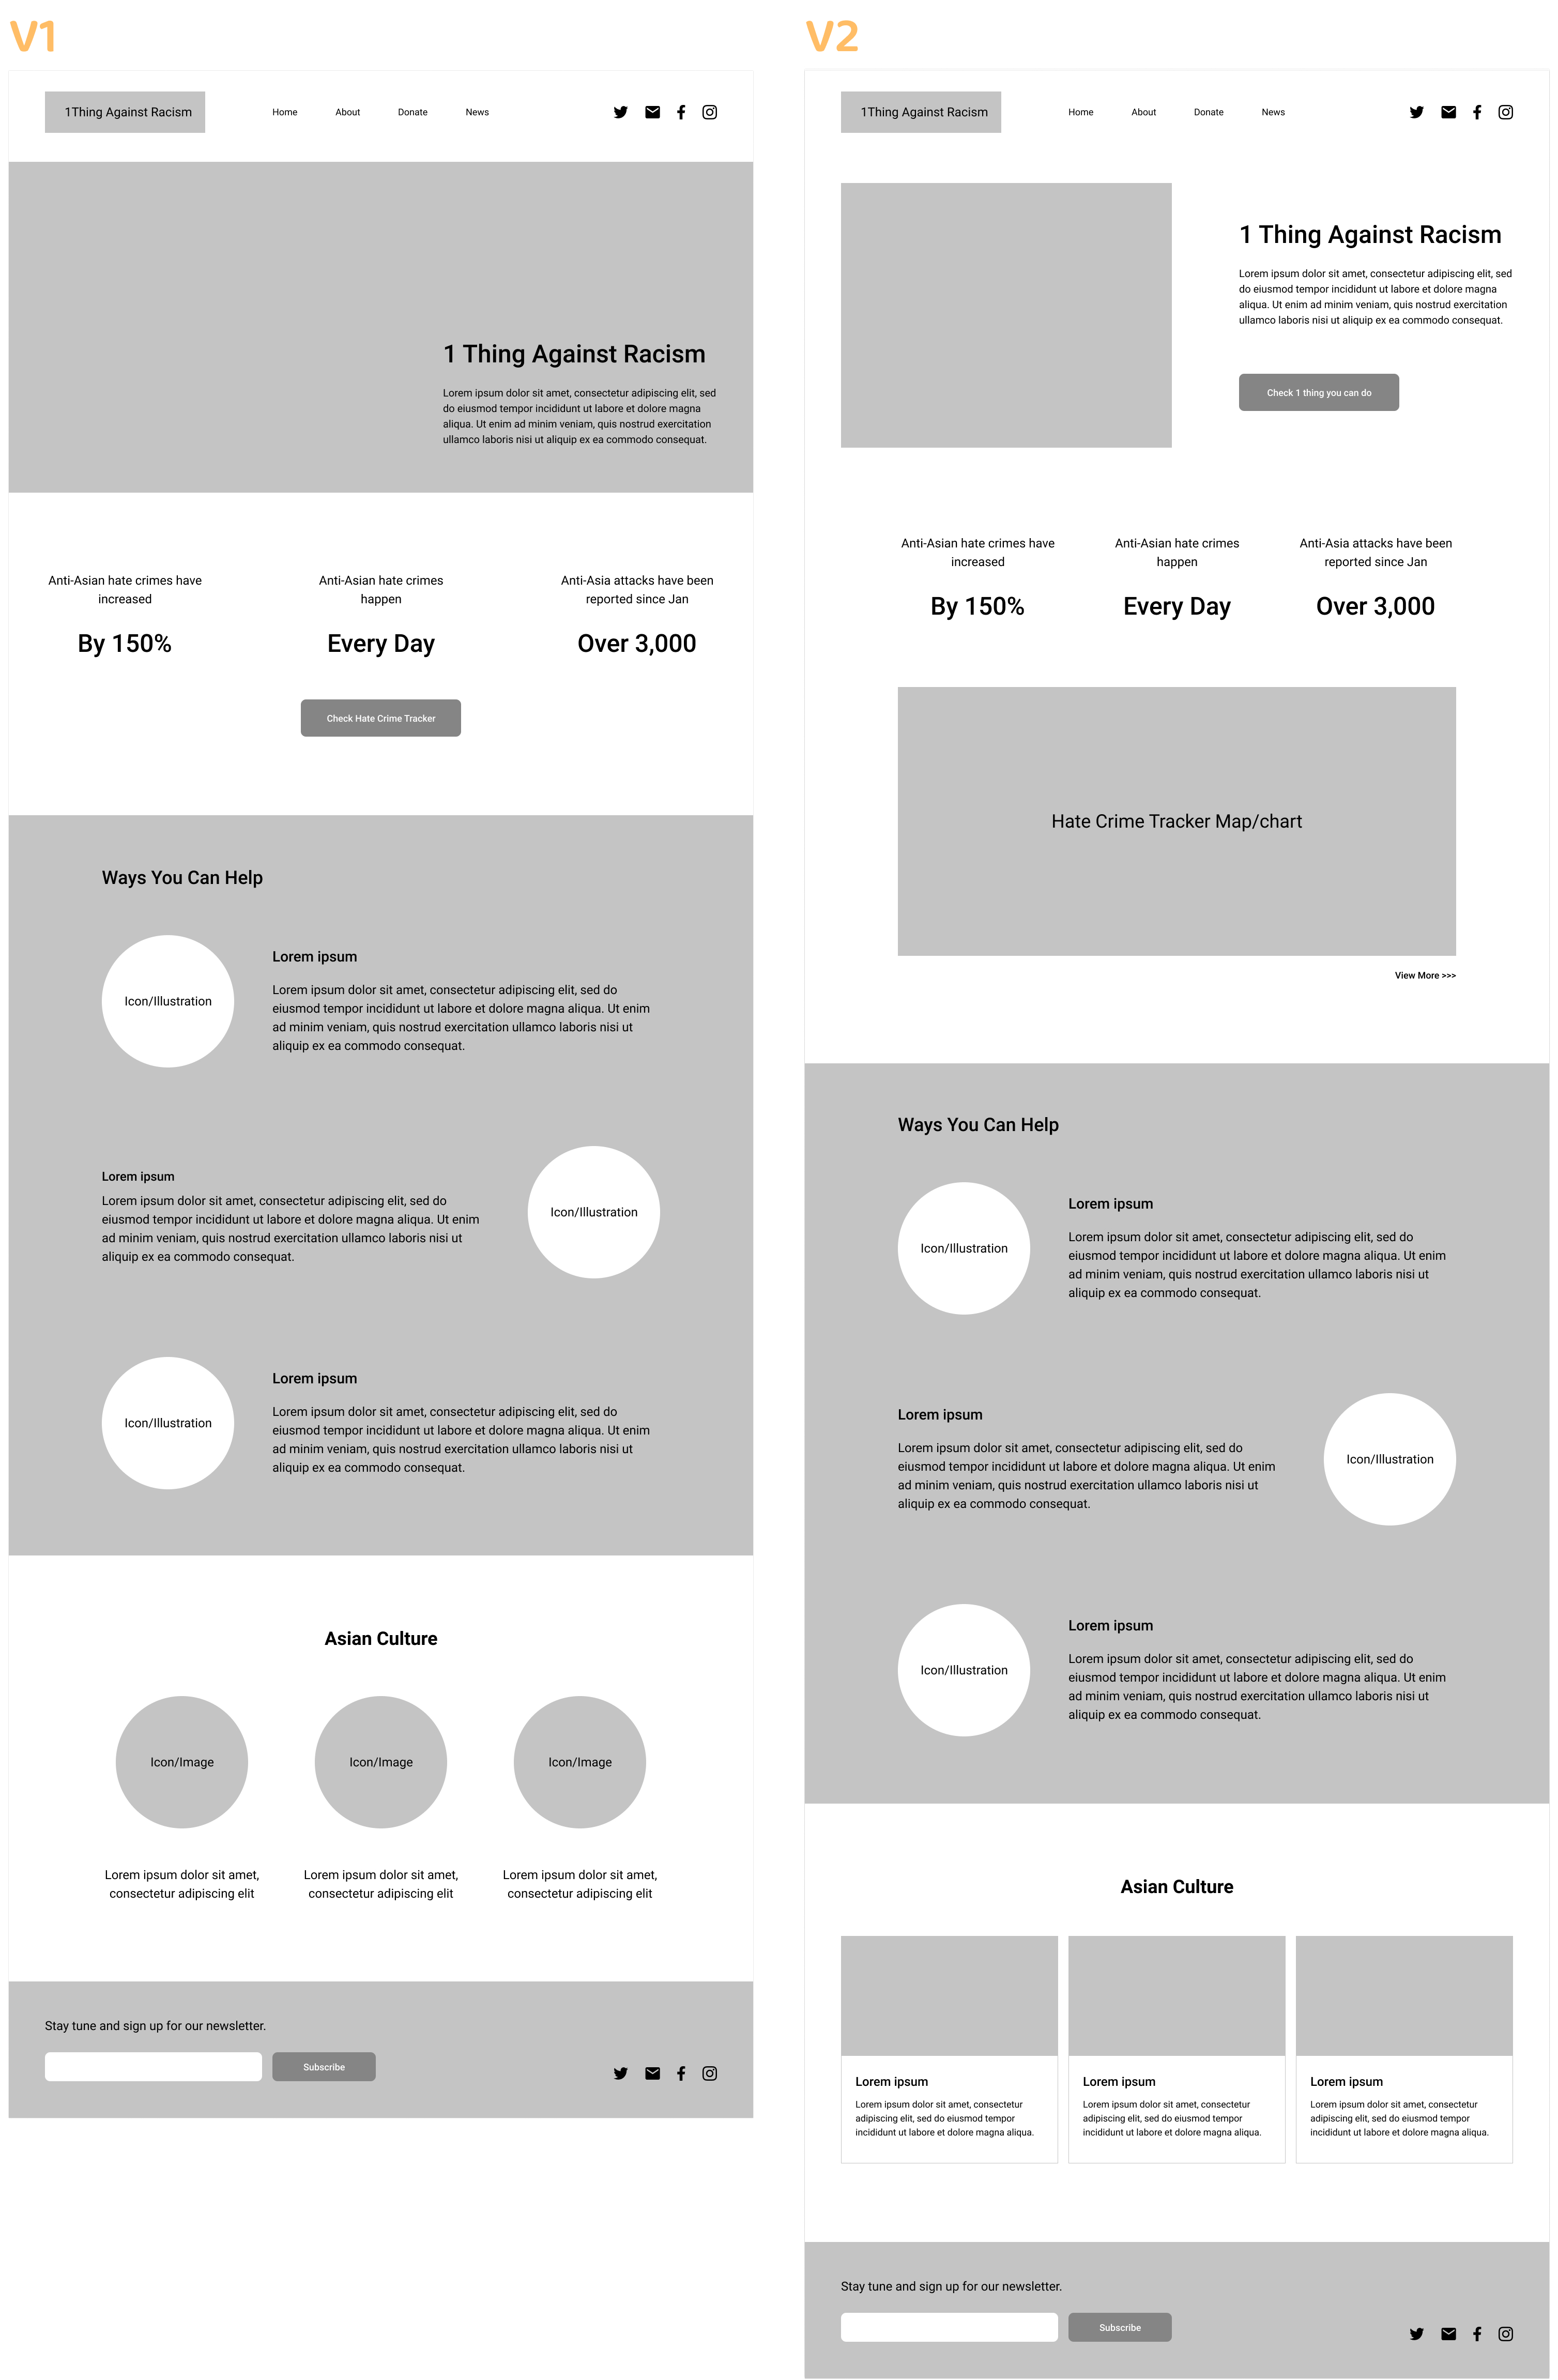 V1
1Thing Against Racism
Home
About
Donate
News
1 Thing Against Racism
Lorem ipsum dolor sit amet, consectetur adipiscing elit, sed
do eiusmod tempor incididunt ut labore et dolore magna
aliqua. Ut enim ad minim veniam, quis nostrud exercitation
ullamco laboris nisi ut aliquip ex ea commodo consequat.
Anti-Asian hate crimes have
increased
By 150%
Anti-Asian hate crimes
happen
Every Day
Anti-Asia attacks have been
reported since Jan
Over 3,000
Check Hate Crime Tracker
Ways You Can Help
Icon/Illustration
Lorem ipsum
Lorem ipsum dolor sit amet, consectetur adipiscing elit, sed do
eiusmod tempor incididunt ut labore et dolore magna aliqua. Ut enim
ad minim veniam, quis nostrud exercitation ullamco laboris nisi ut
aliquip ex ea commodo consequat.
Lorem ipsum
Lorem ipsum dolor sit amet, consectetur adipiscing elit, sed do
eiusmod tempor incididunt ut labore et dolore magna aliqua. Ut enim
ad minim veniam, quis nostrud exercitation ullamco laboris nisi ut
aliquip ex ea commodo consequat.
Icon/Illustration
Icon/Illustration
Lorem ipsum
Lorem ipsum dolor sit amet, consectetur adipiscing elit, sed do
eiusmod tempor incididunt ut labore et dolore magna aliqua. Ut enim
ad minim veniam, quis nostrud exercitation ullamco laboris nisi ut
aliquip ex ea commodo consequat.
Asian Culture
Icon/Image
Icon/Image
Icon/Image
Lorem ipsum dolor sit amet,
consectetur adipiscing elit
Lorem ipsum dolor sit amet,
consectetur adipiscing elit
Lorem ipsum dolor sit amet,
consectetur adipiscing elit
Stay tune and sign up for our newsletter.
Subscribe
V2
1Thing Against Racism
Home
About
Donate
News
1 Thing Against Racism
Lorem ipsum dolor sit amet, consectetur adipiscing elit, sed
do eiusmod tempor incididunt ut labore et dolore magna
aliqua. Ut enim ad minim veniam, quis nostrud exercitation
ullamco laboris nisi ut aliquip ex ea commodo consequat.
Check 1 thing you can do
Anti-Asian hate crimes have
increased
By 150%
Anti-Asian hate crimes
happen
Every Day
Anti-Asia attacks have been
reported since Jan
Over 3,000
Hate Crime Tracker Map/chart
View More >>>
Ways You Can Help
Icon/Illustration
Lorem ipsum
Lorem ipsum dolor sit amet, consectetur adipiscing elit, sed do
eiusmod tempor incididunt ut labore et dolore magna aliqua. Ut enim
ad minim veniam, quis nostrud exercitation ullamco laboris nisi ut
aliquip ex ea commodo consequat.
Lorem ipsum
Lorem ipsum dolor sit amet, consectetur adipiscing elit, sed do
eiusmod tempor incididunt ut labore et dolore magna aliqua. Ut enim
ad minim veniam, quis nostrud exercitation ullamco laboris nisi ut
aliquip ex ea commodo consequat.
Icon/Illustration
Icon/Illustration
Lorem ipsum
Lorem ipsum dolor sit amet, consectetur adipiscing elit, sed do
eiusmod tempor incididunt ut labore et dolore magna aliqua. Ut enim
ad minim veniam, quis nostrud exercitation ullamco laboris nisi ut
aliquip ex ea commodo consequat.
Asian Culture
Lorem ipsum
Lorem ipsum dolor sit amet, consectetur
adipiscing elit, sed do eiusmod tempor
incididunt ut labore et dolore magna aliqua.
Lorem ipsum
Lorem ipsum dolor sit amet, consectetur
adipiscing elit, sed do eiusmod tempor
incididunt ut labore et dolore magna aliqua.
Lorem ipsum
Lorem ipsum dolor sit amet, consectetur
adipiscing elit, sed do eiusmod tempor
incididunt ut labore et dolore magna aliqua.
Stay tune and sign up for our newsletter.
Subscribe